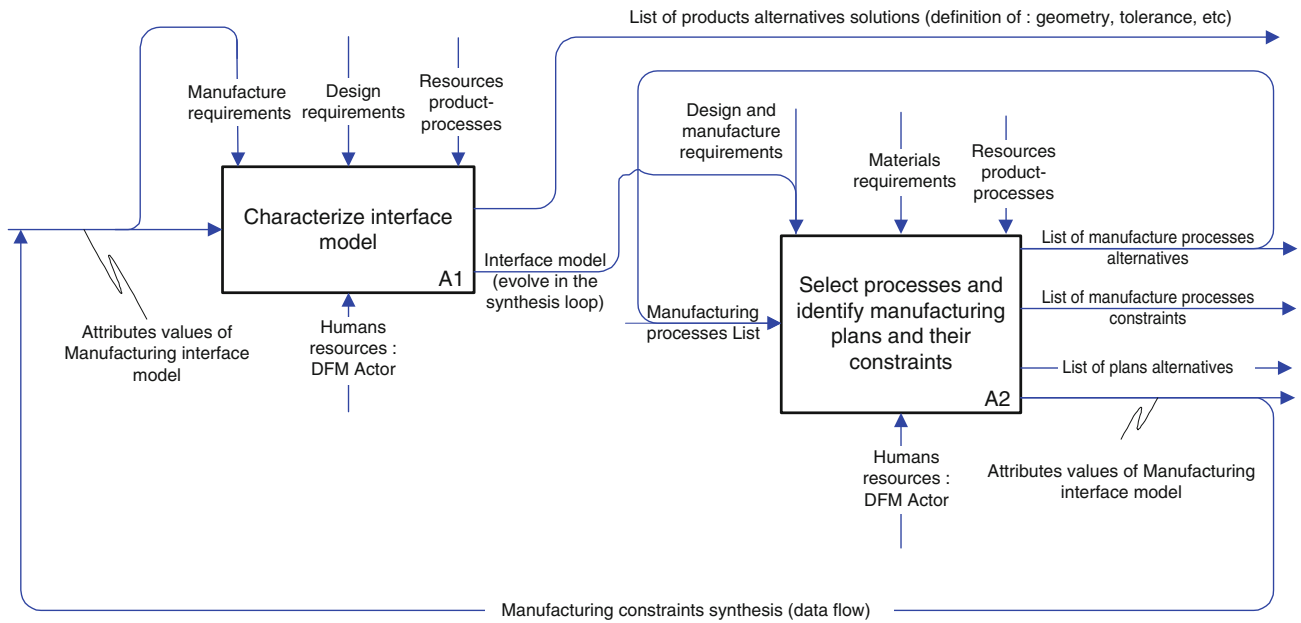 List of products alternatives solutions (definition of : geometry, tolerance, etc)
Manufacture
requirements
Design
requirements
Resources
product-
processes
Characterize interface
model
A1
Attributes values of
Manufacturing interface
model
Humans
resources :
DFM Actor
Interface model
(evolve in the
synthesis loop)
Design and
manufacture
requirements
Materials
requirements
Resources
product-
processes
Manufacturing
processes List
Select processes and
identify manufacturing
plans and their
constraints
A2
List of manufacture processes
alternatives
List of manufacture processes
constraints
List of plans alternatives
Humans
resources :
DFM Actor
Attributes values of Manufacturing
interface model
Manufacturing constraints synthesis (data flow)